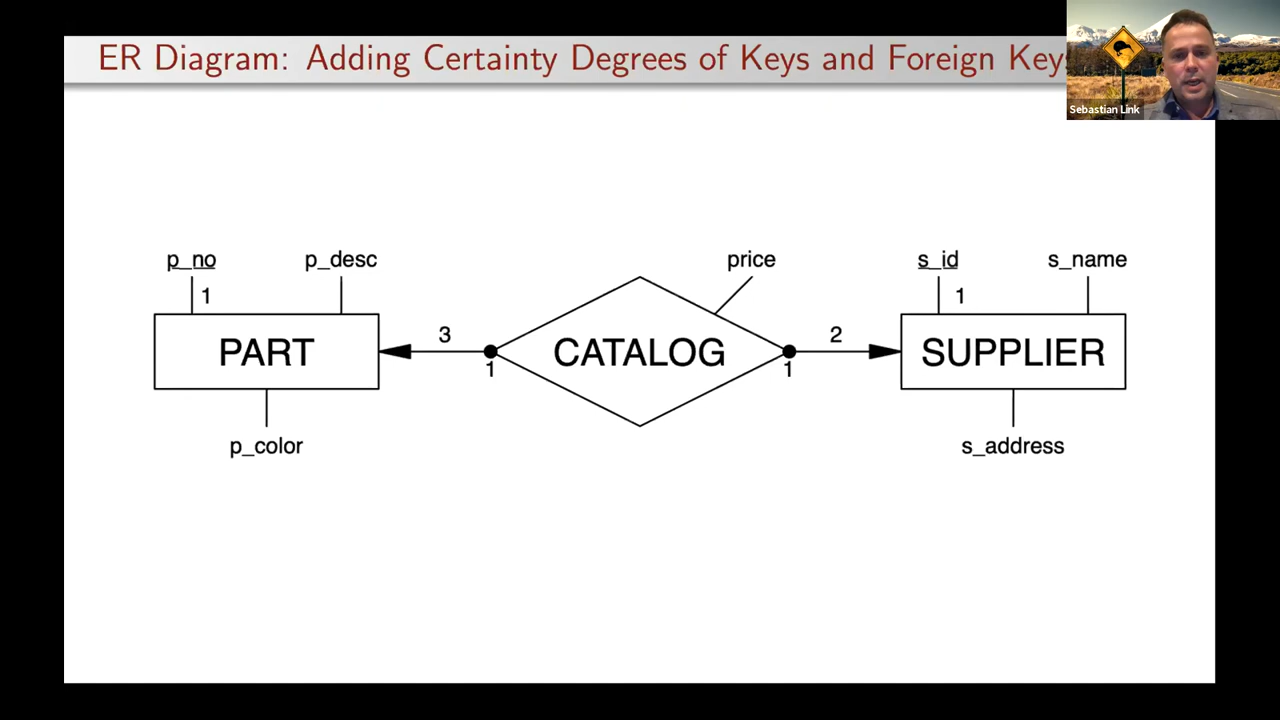 ER Diagram: Adding Certainty Degrees of Keys and Foreign Keys
Sebastian Link
p_no
p_desc
price
s_id
s_name
1
1
3
2
PART
CATALOG
SUPPLIER
1
1
p_color
s_address